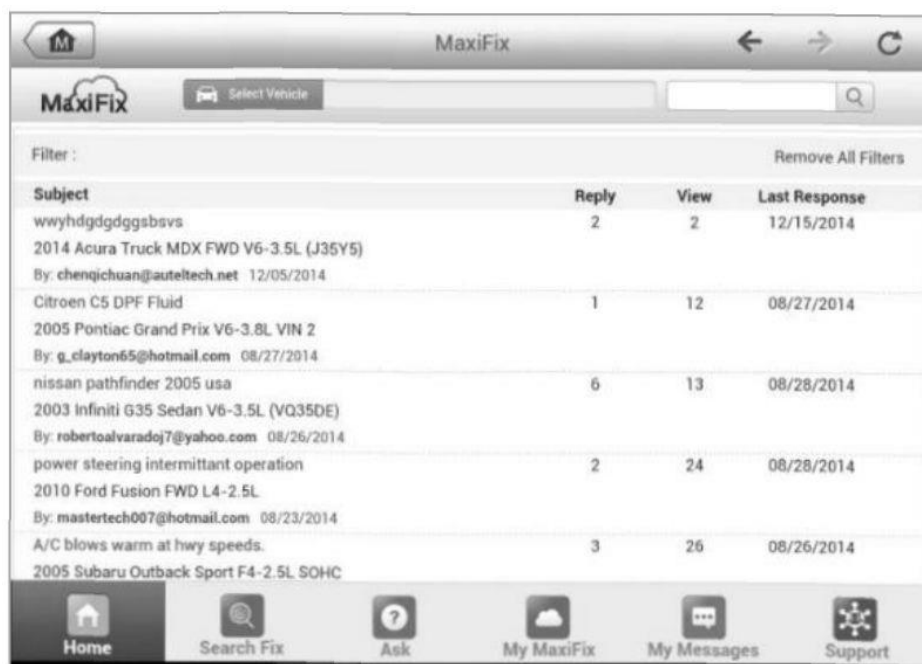 M MaxiFix
MaxiFix Select Vehicle
Filter : Remove All Filters
Subject Reply View Last Response
wwyhdgdgdggsbsvs 2 2 12/15/2014
2014 Acura Truck MDX FWD V6-3.5L (J35Y5)
By: chenqichuan@auteltech.net 12/05/2014
Citroen C5 DPF Fluid 1 12 08/27/2014
2005 Pontiac Grand Prix V6-3.8L VIN 2
By: g_clayton65@hotmail.com 08/27/2014
nissan pathfinder 2005 usa 6 13 08/28/2014
2003 Infiniti G35 Sedan V6-3.5L (VQ35DE)
By: robertoalvaradoj7@yahoo.com 08/26/2014
power steering intermittant operation 2 24 08/28/2014
2010 Ford Fusion FWD L4-2.5L
By: mastertech007@hotmail.com 08/23/2014
A/C blows warm at hwy speeds. 3 26 08/26/2014
2005 Subaru Outback Sport F4-2.5L SOHC
Home Search Fix Ask My MaxiFix My Messages Support